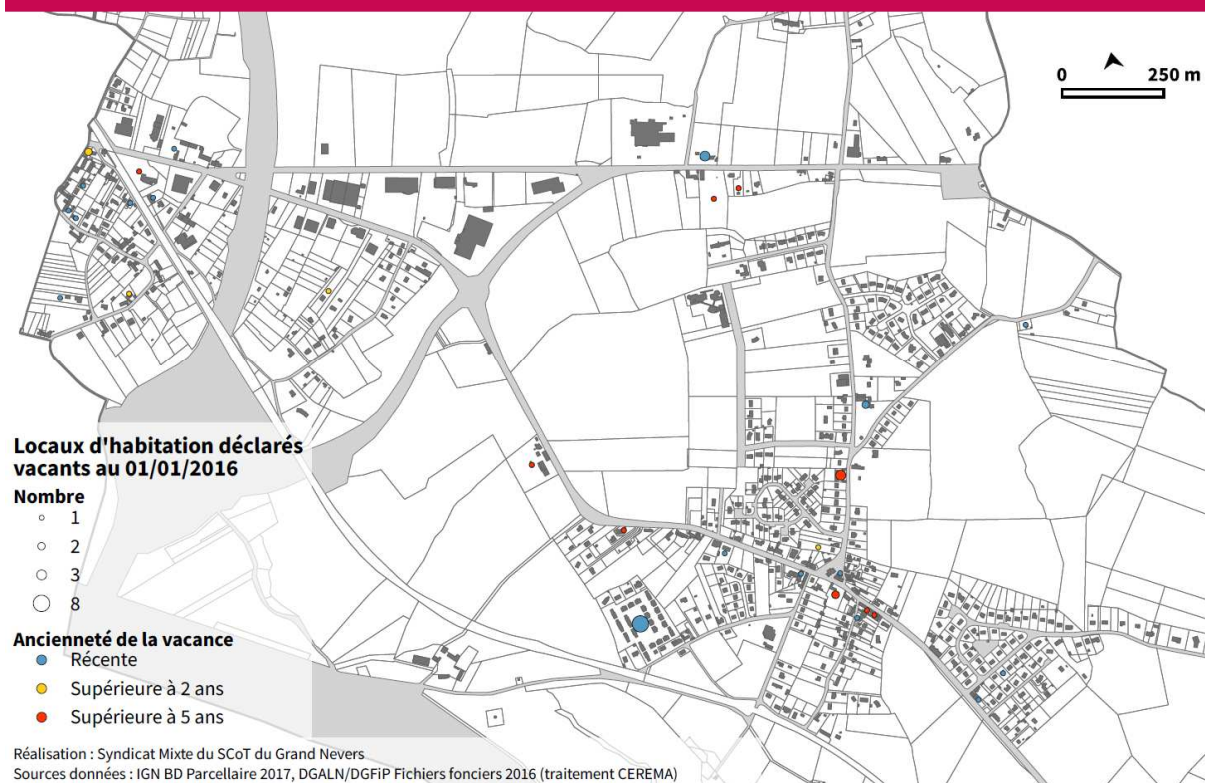 0 250 m
Locaux d'habitation déclarés
vacants au 01/01/2016
Nombre
1
2
3
8
Ancienneté de la vacance
Récente
Supérieure à 2 ans
Supérieure à 5 ans
Réalisation : Syndicat Mixte du SCoT du Grand Nevers
Sources données : IGN BD Parcellaire 2017, DGALN/DGFiP Fichiers fonciers 2016 (traitement CEREMA)